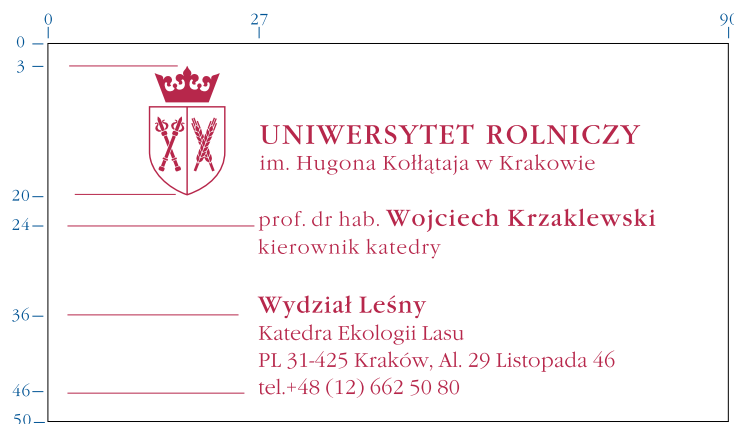 0 27 90
0
3
UNIWERSYTET ROLNICZY
im. Hugona Kołłątaja w Krakowie
20
prof. dr hab. Wojciech Krzaklewski
24
kierownik katedry
Wydział Leśny
36
Katedra Ekologii Lasu
PL 31-425 Kraków, Al. 29 Listopada 46
tel.+48 (12) 662 50 80
46
50